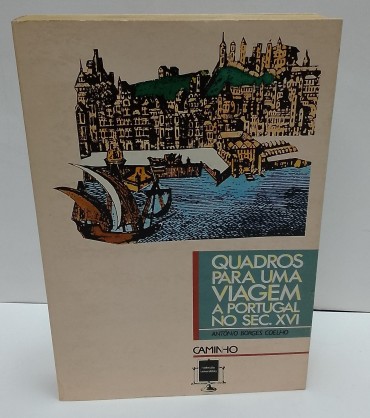 QUADROS
PARA UMA
VIAGEM
A PORTUGAL
NO SEC. XVI
ANTÓNIO BORGES COELHO
CAMINHO